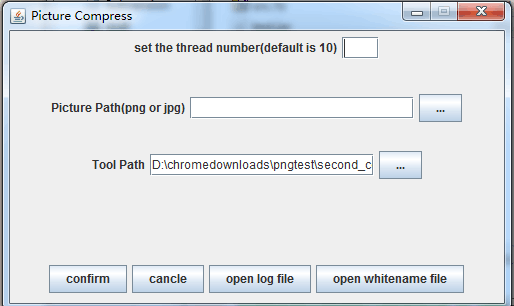 Picture Compress
set the thread number(default is 10)
Picture Path(png or jpg) ...
Tool Path D:\chromedownloads\pngtest\second_c ...
confirm cancle open log file open whitename file